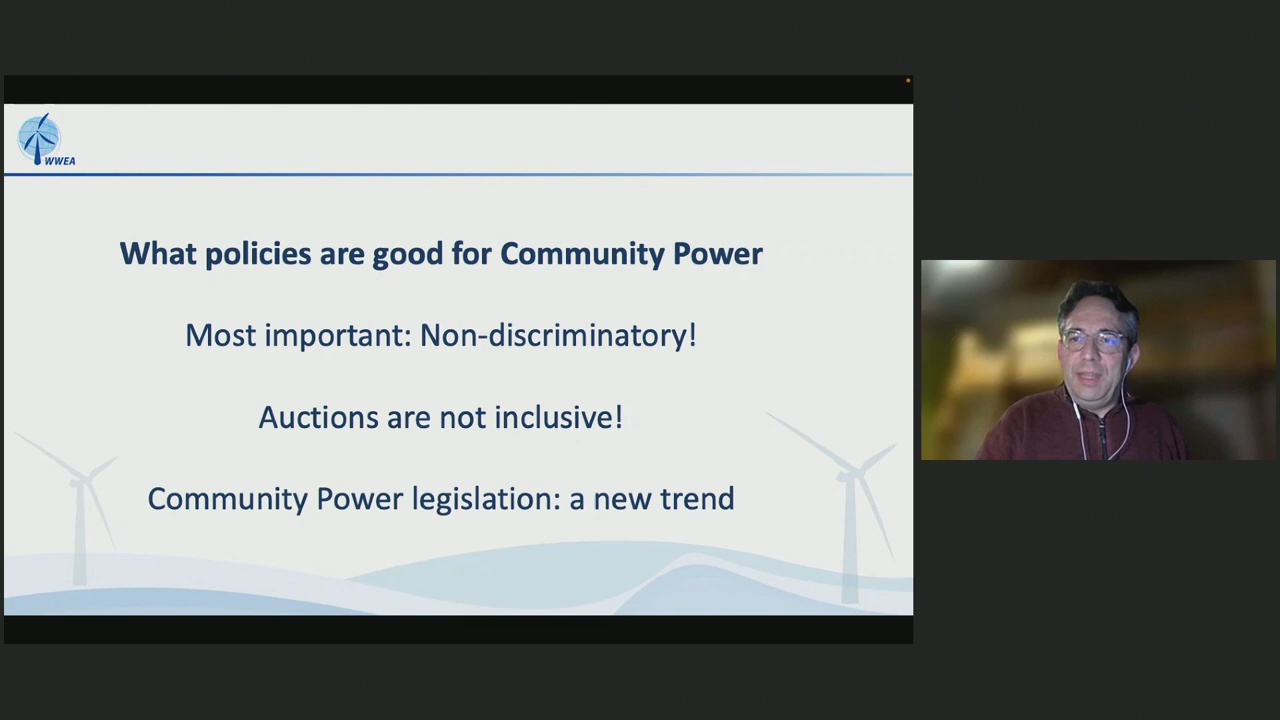 WWEA
What policies are good for Community Power
Most important: Non-discriminatory!
Auctions are not inclusive!
Community Power legislation: a new trend